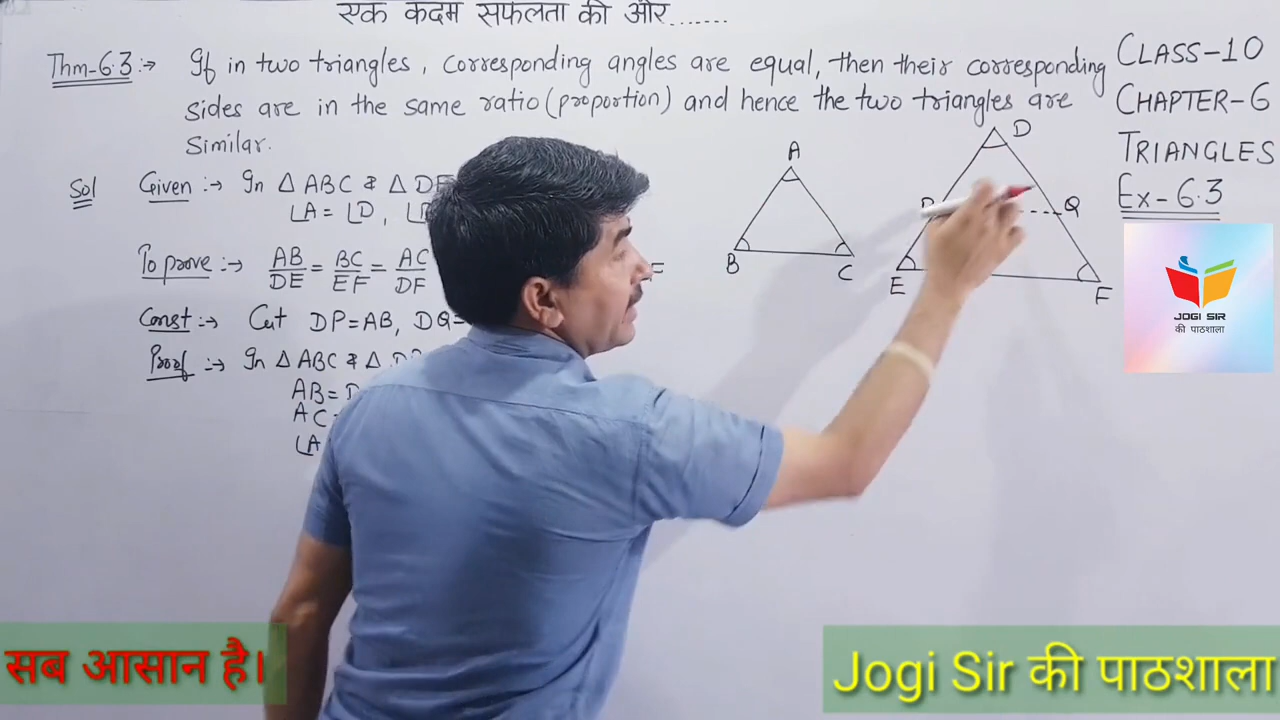 एक कदम सफलता की ओर.......
Thm-6.3:→ If in two triangles, corresponding angles are equal, then their corresponding
sides are in the same ratio (proportion) and hence the two triangles are
Similar.
CLASS-10
CHAPTER-6
TRIANGLES
Ex-6.3
Sol Given:→ In △ ABC & △ DE
∠A = ∠D,
To prove:→ AB/DE = BC/EF = AC/DF =
Const:→ Cut DP=AB, DQ=
Proof:→ In △ ABC & △
AB=
AC
∠A
A
B
C
D
Q
E
F
JOGI SIR
की पाठशाला
सब आसान है।
Jogi Sir की पाठशाला